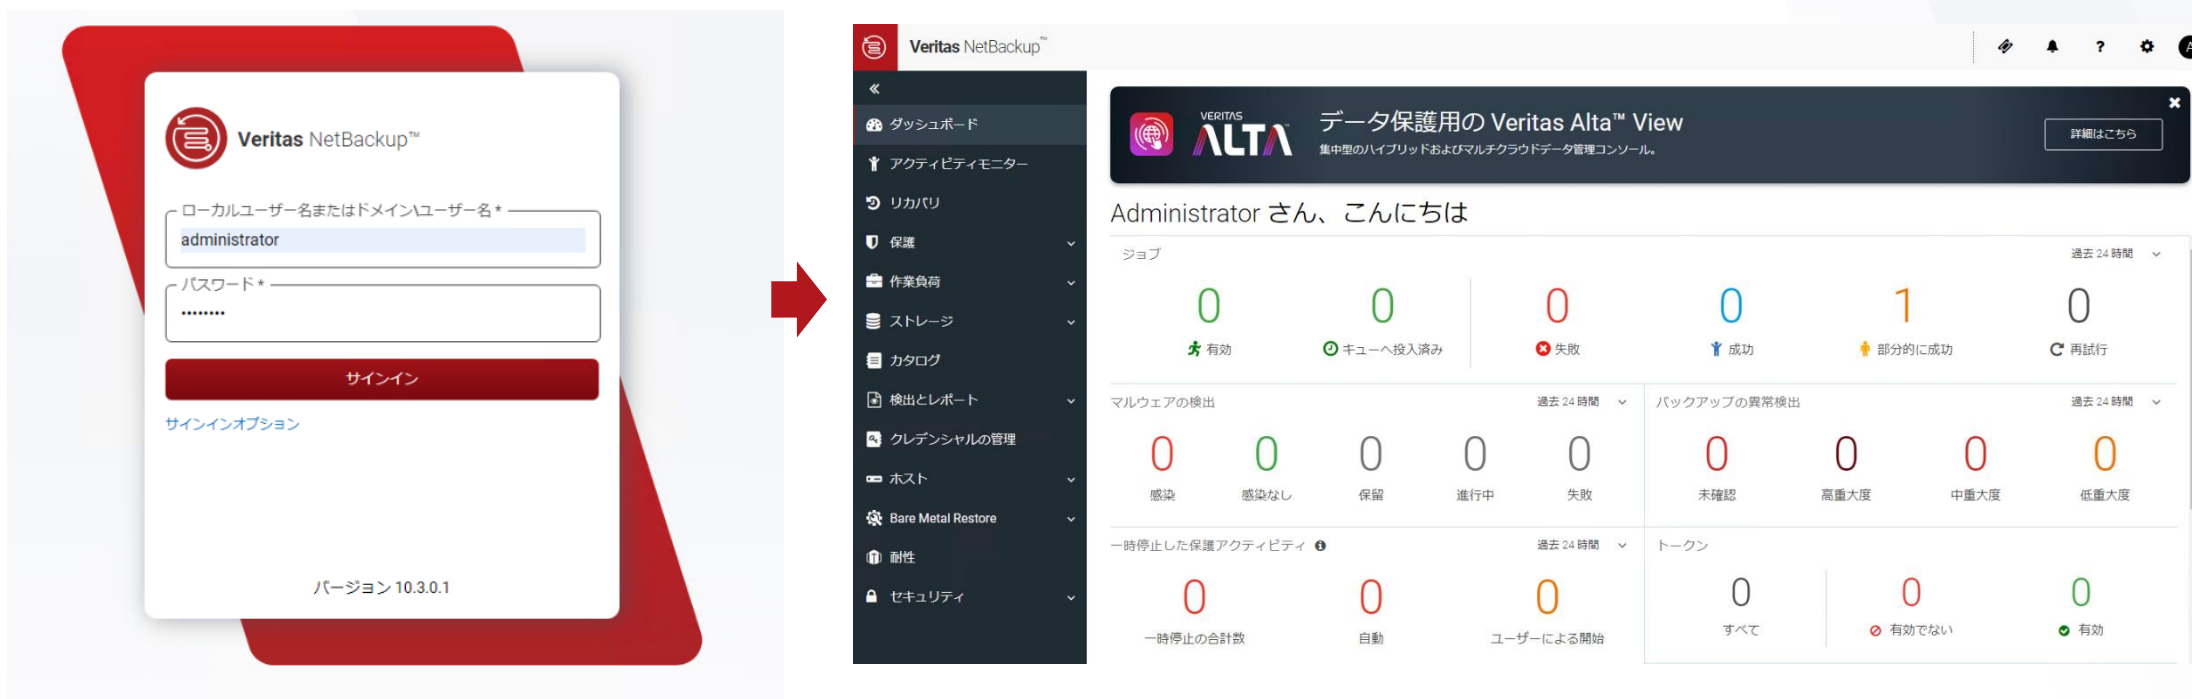 Veritas NetBackup™
ローカルユーザー名またはドメイン\ユーザー名 *
administrator
パスワード *
••••••••
サインイン
サインインオプション
バージョン 10.3.0.1
Veritas NetBackup™
?
A
«
ダッシュボード
アクティビティモニター
リカバリ
保護
作業負荷
ストレージ
カタログ
検出とレポート
クレデンシャルの管理
ホスト
Bare Metal Restore
耐性
セキュリティ
VERITAS
ALTA™
データ保護用の Veritas Alta™ View
集中型のハイブリッドおよびマルチクラウドデータ管理コンソール。
詳細はこちら
Administrator さん、こんにちは
ジョブ 過去 24 時間
0 0 0 0 1 0
有効 キューへ投入済み 失敗 成功 部分的に成功 再試行
マルウェアの検出 過去 24 時間
0 0 0 0 0
感染 感染なし 保留 進行中 失敗
バックアップの異常検出 過去 24 時間
0 0 0 0
未確認 高重大度 中重大度 低重大度
一時停止した保護アクティビティ 過去 24 時間
0 0 0
一時停止の合計数 自動 ユーザーによる開始
トークン
0 0 0
すべて 有効でない 有効